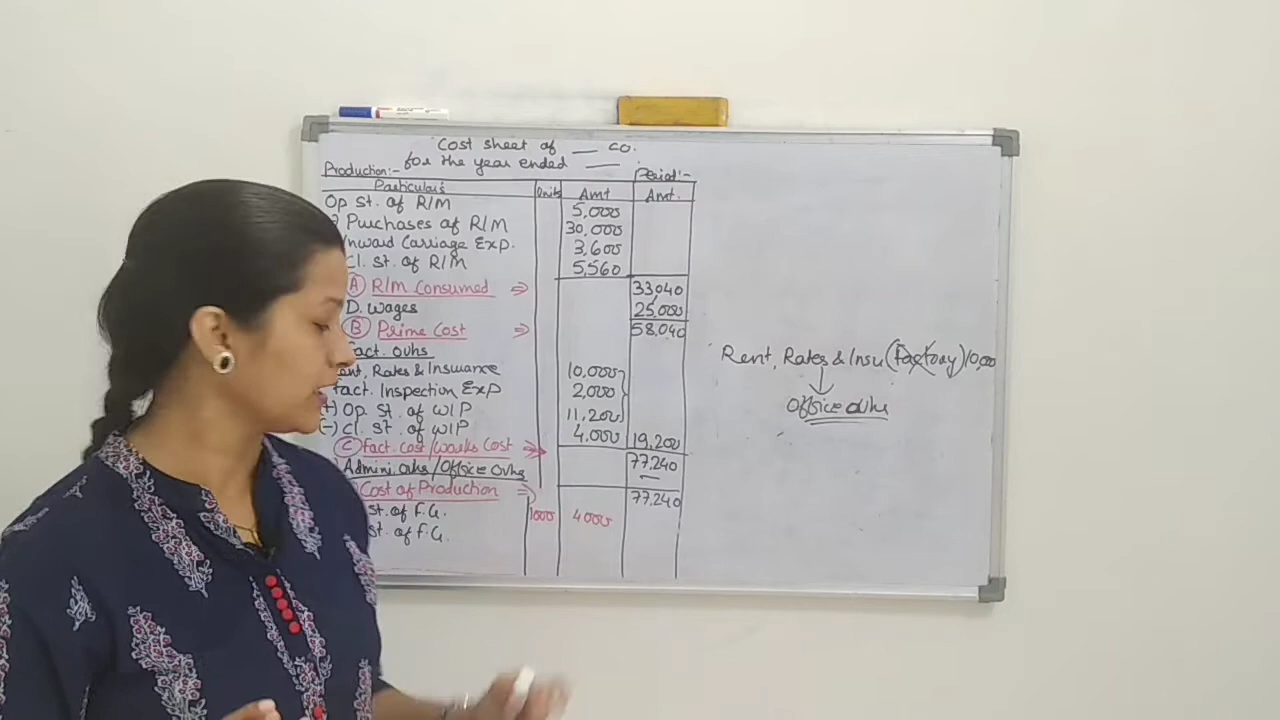 Cost sheet of __ co.
for the year ended __
Production:- Period:-
Particulars Units Amt Amt.
Op St. of R/M 5,000
Purchases of R/M 30,000
Inward Carriage Exp. 3,600
Cl. St. of R/M 5,560
A R/M Consumed ⇒ 33,040
D. Wages 25,000
B Prime Cost ⇒ 58,040
Fact. ovhs
Rent, Rates & Insurance 10,000
Fact. Inspection Exp 2,000
(+) Op St. of WIP 11,200
(-) Cl. St. of WIP 4,000 19,200
C Fact. Cost/Works Cost ⇒ 77,240
Admini ovhs/Office ovhs —
Cost of Production ⇒ 77,240
St. of F.G. 1000 4000
St. of F.G.
Rent, Rates & Insu (Factory) 10,000
Office ovhs